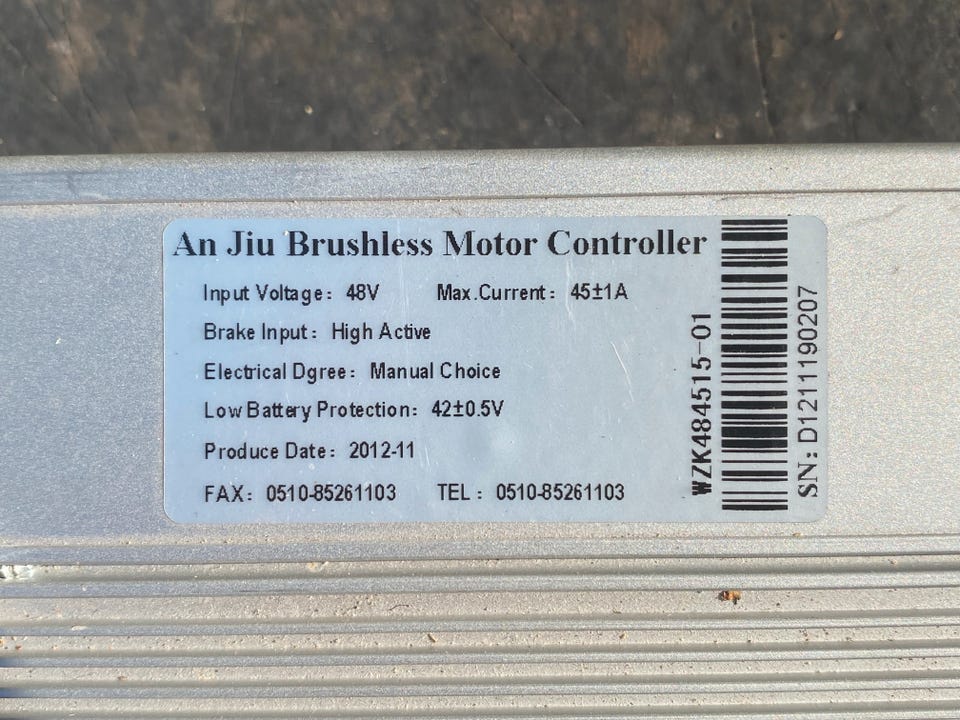 An Jiu Brushless Motor Controller
Input Voltage: 48V Max.Current: 45±1A
Brake Input: High Active
Electrical Dgree: Manual Choice
Low Battery Protection: 42±0.5V
Produce Date: 2012-11
FAX: 0510-85261103 TEL: 0510-85261103
WZK484515-01
SN: D1211190207